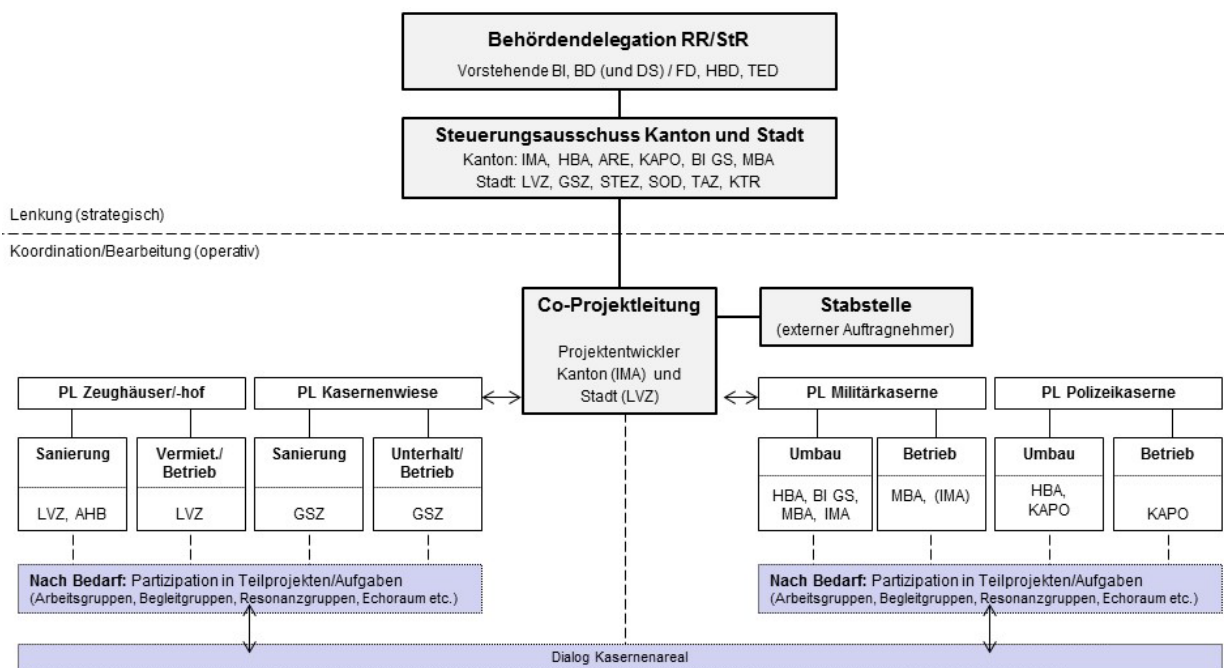 Behördendelegation RR/StR
Vorstehende BI, BD (und DS) / FD, HBD, TED
Steuerungsausschuss Kanton und Stadt
Kanton: IMA, HBA, ARE, KAPO, BI GS, MBA
Stadt: LVZ, GSZ, STEZ, SOD, TAZ, KTR
Lenkung (strategisch)
Koordination/Bearbeitung (operativ)
Co-Projektleitung
Projektentwickler
Kanton (IMA) und
Stadt (LVZ)
Stabstelle
(externer Auftragnehmer)
PL Zeughäuser/-hof
PL Kasernenwiese
PL Militärkaserne
PL Polizeikaserne
Sanierung
LVZ, AHB
Vermiet./
Betrieb
LVZ
Sanierung
GSZ
Unterhalt/
Betrieb
GSZ
Umbau
HBA, BI GS,
MBA, IMA
Betrieb
MBA, (IMA)
Umbau
HBA,
KAPO
Betrieb
KAPO
Nach Bedarf: Partizipation in Teilprojekten/Aufgaben
(Arbeitsgruppen, Begleitgruppen, Resonanzgruppen, Echoraum etc.)
Nach Bedarf: Partizipation in Teilprojekten/Aufgaben
(Arbeitsgruppen, Begleitgruppen, Resonanzgruppen, Echoraum etc.)
Dialog Kasernenareal